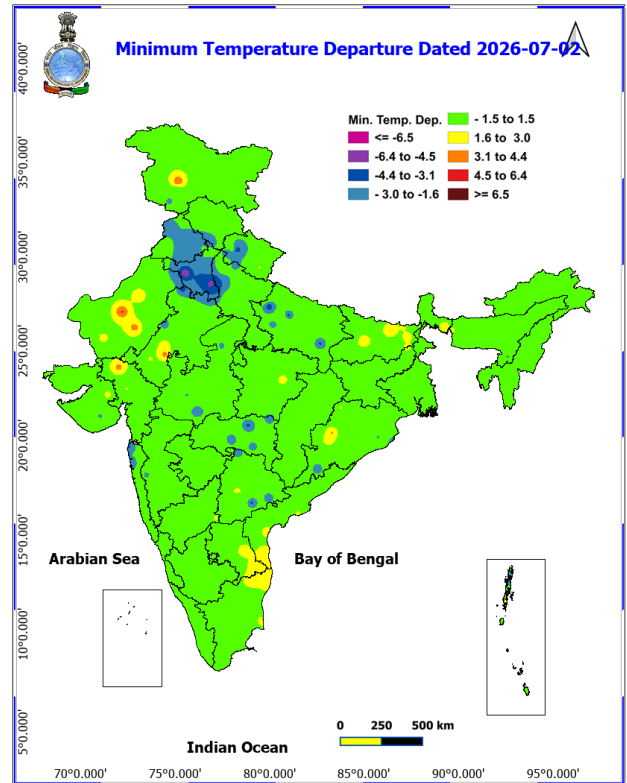 Minimum Temperature Departure Dated 2026-07-02
Min. Temp. Dep.
<= -6.5
-6.4 to -4.5
-4.4 to -3.1
- 3.0 to -1.6
- 1.5 to 1.5
1.6 to 3.0
3.1 to 4.4
4.5 to 6.4
>= 6.5
40°0.000'
35°0.000'
30°0.000'
25°0.000'
20°0.000'
15°0.000'
10°0.000'
5°0.000'
Arabian Sea
Bay of Bengal
0 250 500 km
Indian Ocean
70°0.000' 75°0.000' 80°0.000' 85°0.000' 90°0.000' 95°0.000'